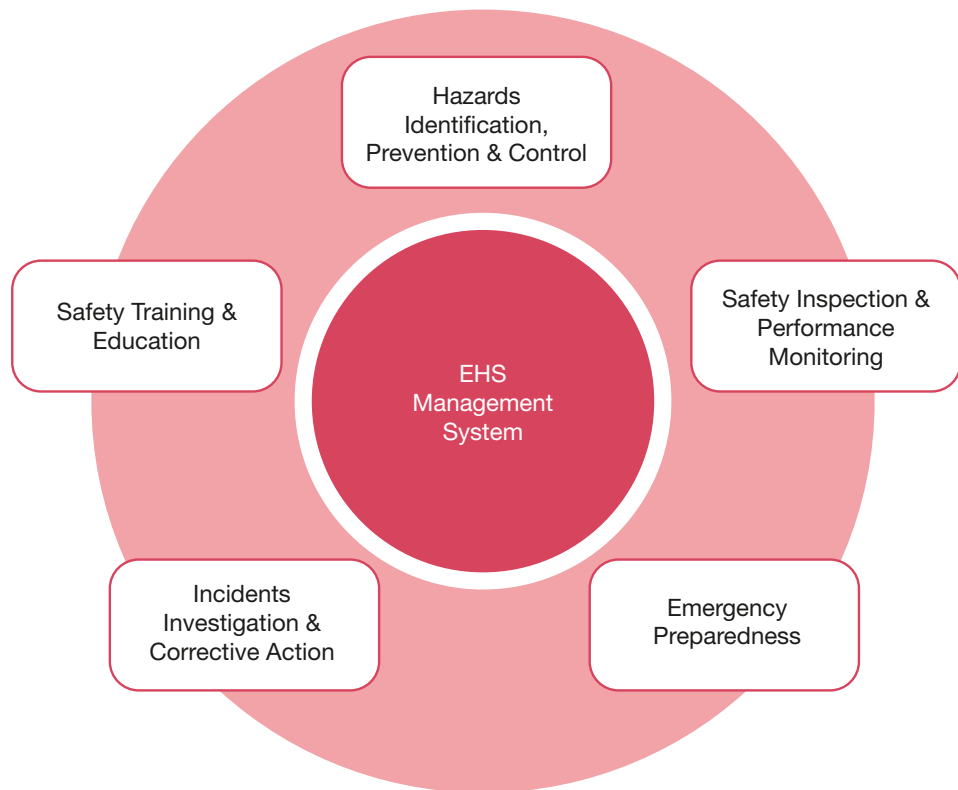 Hazards
Identification,
Prevention & Control
Safety Training &
Education
Safety Inspection &
Performance
Monitoring
EHS
Management
System
Incidents
Investigation &
Corrective Action
Emergency
Preparedness